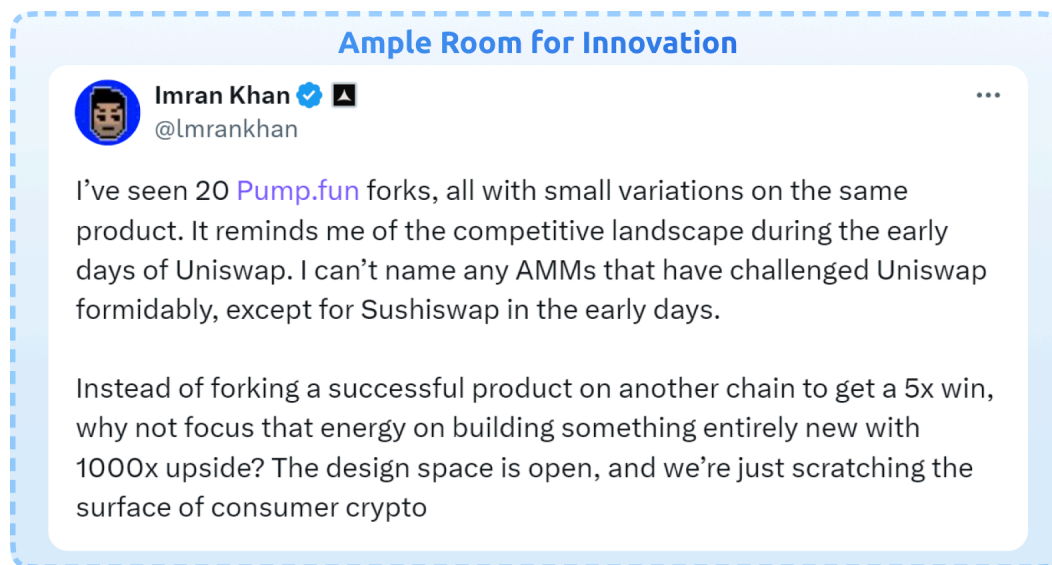 Ample Room for Innovation
Imran Khan
@lmrankhan
I’ve seen 20 Pump.fun forks, all with small variations on the same
product. It reminds me of the competitive landscape during the early
days of Uniswap. I can’t name any AMMs that have challenged Uniswap
formidably, except for Sushiswap in the early days.
Instead of forking a successful product on another chain to get a 5x win,
why not focus that energy on building something entirely new with
1000x upside? The design space is open, and we’re just scratching the
surface of consumer crypto